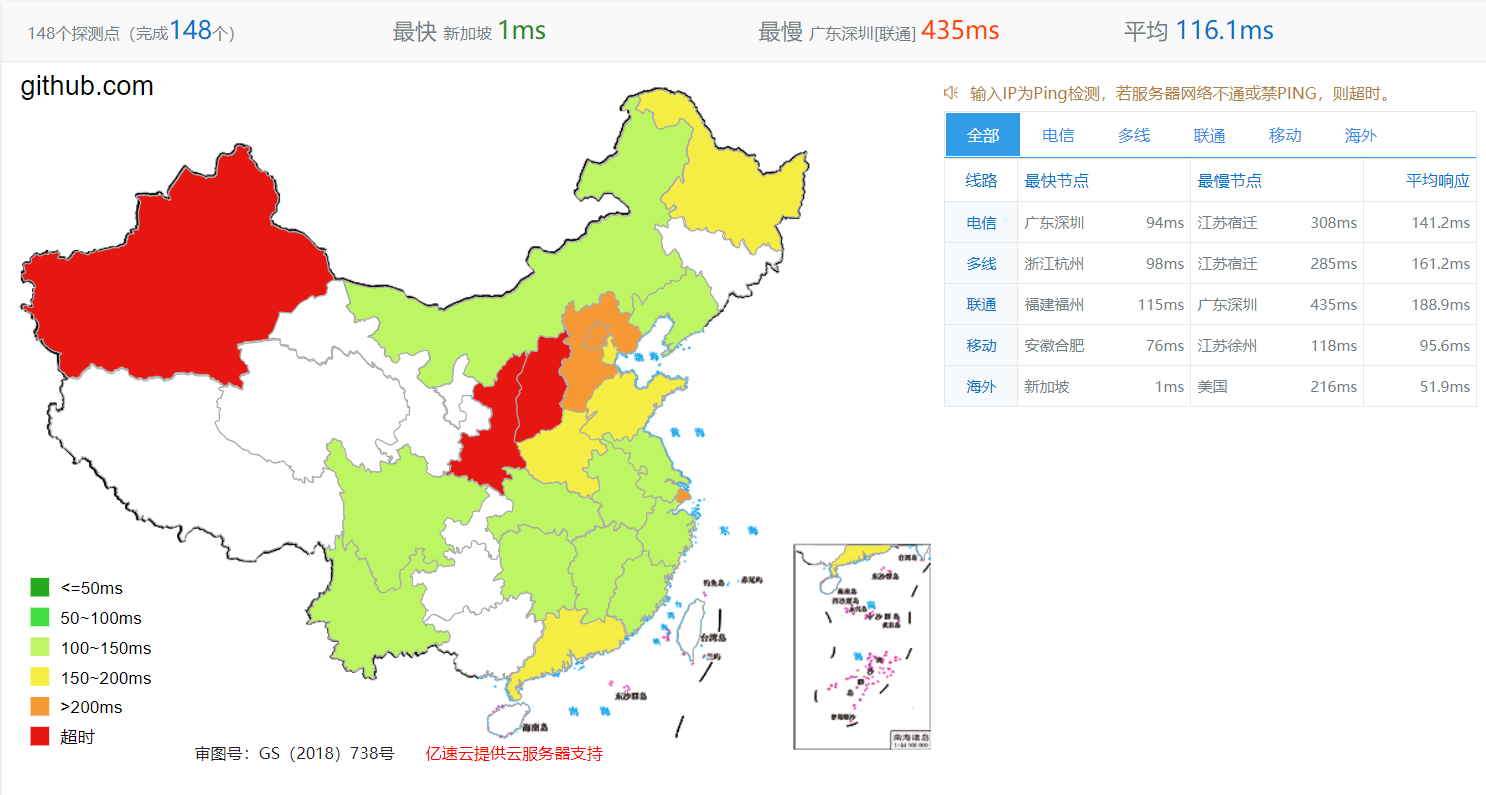 148个探测点（完成148个） 最快 新加坡 1ms 最慢 广东深圳[联通] 435ms 平均 116.1ms
github.com
输入IP为Ping检测，若服务器网络不通或禁PING，则超时。
全部 电信 多线 联通 移动 海外
线路 最快节点 最慢节点 平均响应
电信 广东深圳 94ms 江苏宿迁 308ms 141.2ms
多线 浙江杭州 98ms 江苏宿迁 285ms 161.2ms
联通 福建福州 115ms 广东深圳 435ms 188.9ms
移动 安徽合肥 76ms 江苏徐州 118ms 95.6ms
海外 新加坡 1ms 美国 216ms 51.9ms
渤 海
黄 海
东 海
钓鱼岛 赤尾屿
台湾岛
兰屿
东沙群岛
南 海
海南岛
台湾岛
东沙群岛
海南岛
西沙群岛
南海诸岛
<=50ms
50~100ms
100~150ms
150~200ms
>200ms
超时
审图号：GS（2018）738号 亿速云提供云服务器支持